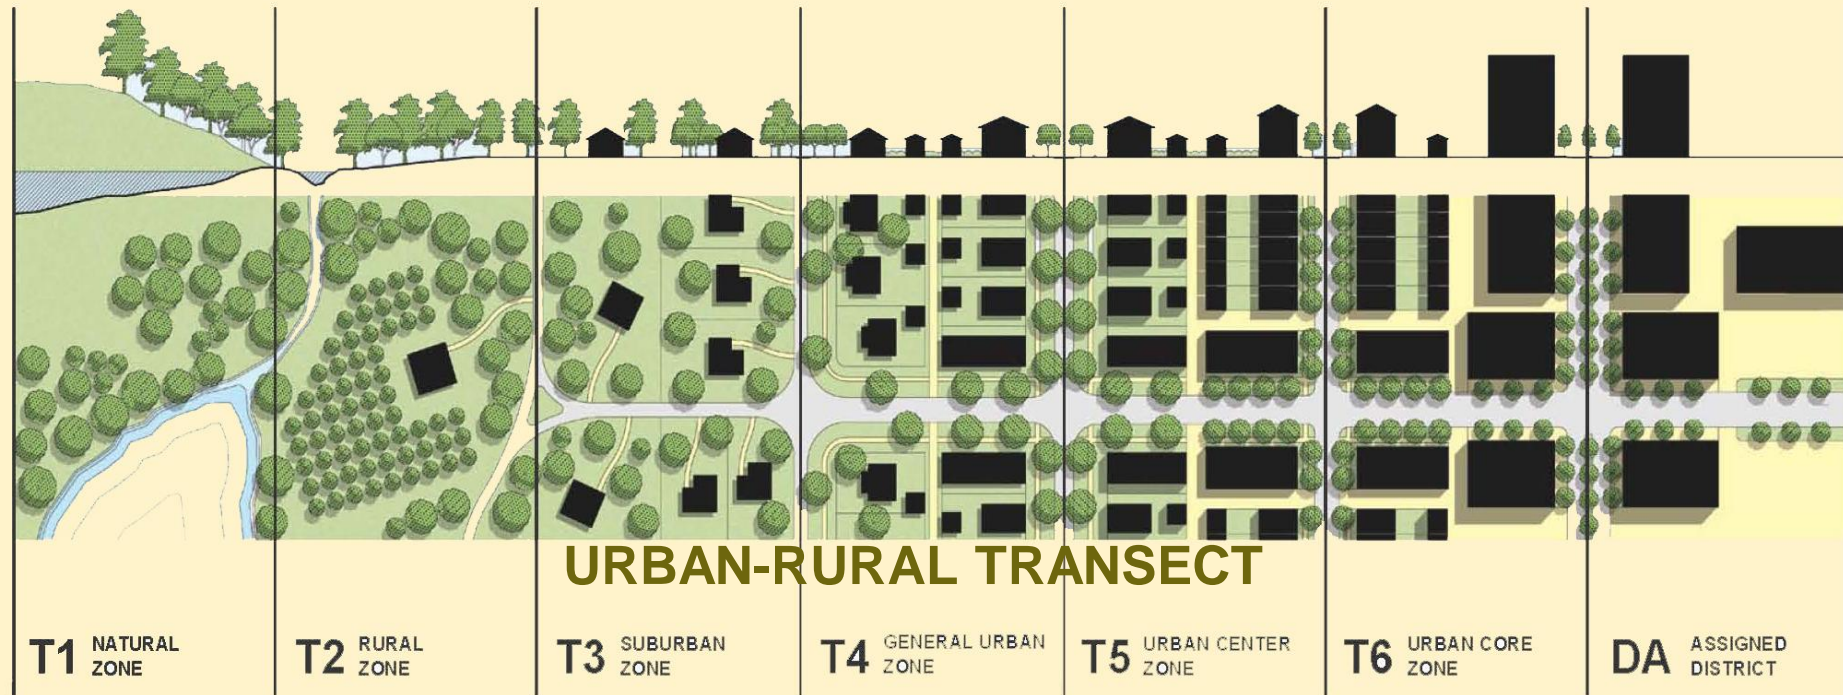 URBAN-RURAL TRANSECT
T1 NATURAL
ZONE
T2 RURAL
ZONE
T3 SUBURBAN
ZONE
T4 GENERAL URBAN
ZONE
T5 URBAN CENTER
ZONE
T6 URBAN CORE
ZONE
DA ASSIGNED
DISTRICT